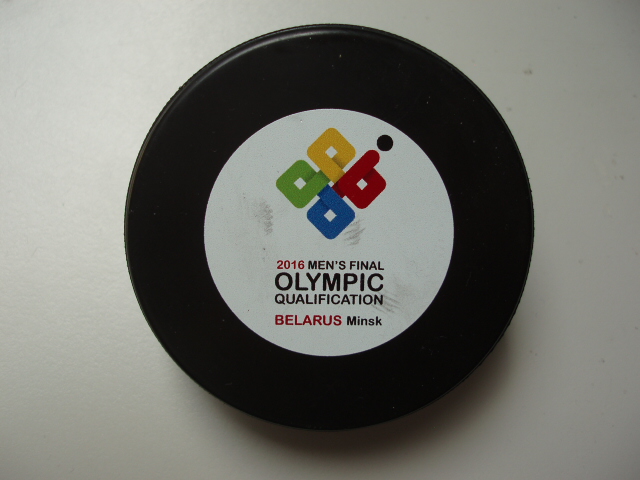 2016 MEN'S FINAL
OLYMPIC
QUALIFICATION
BELARUS Minsk